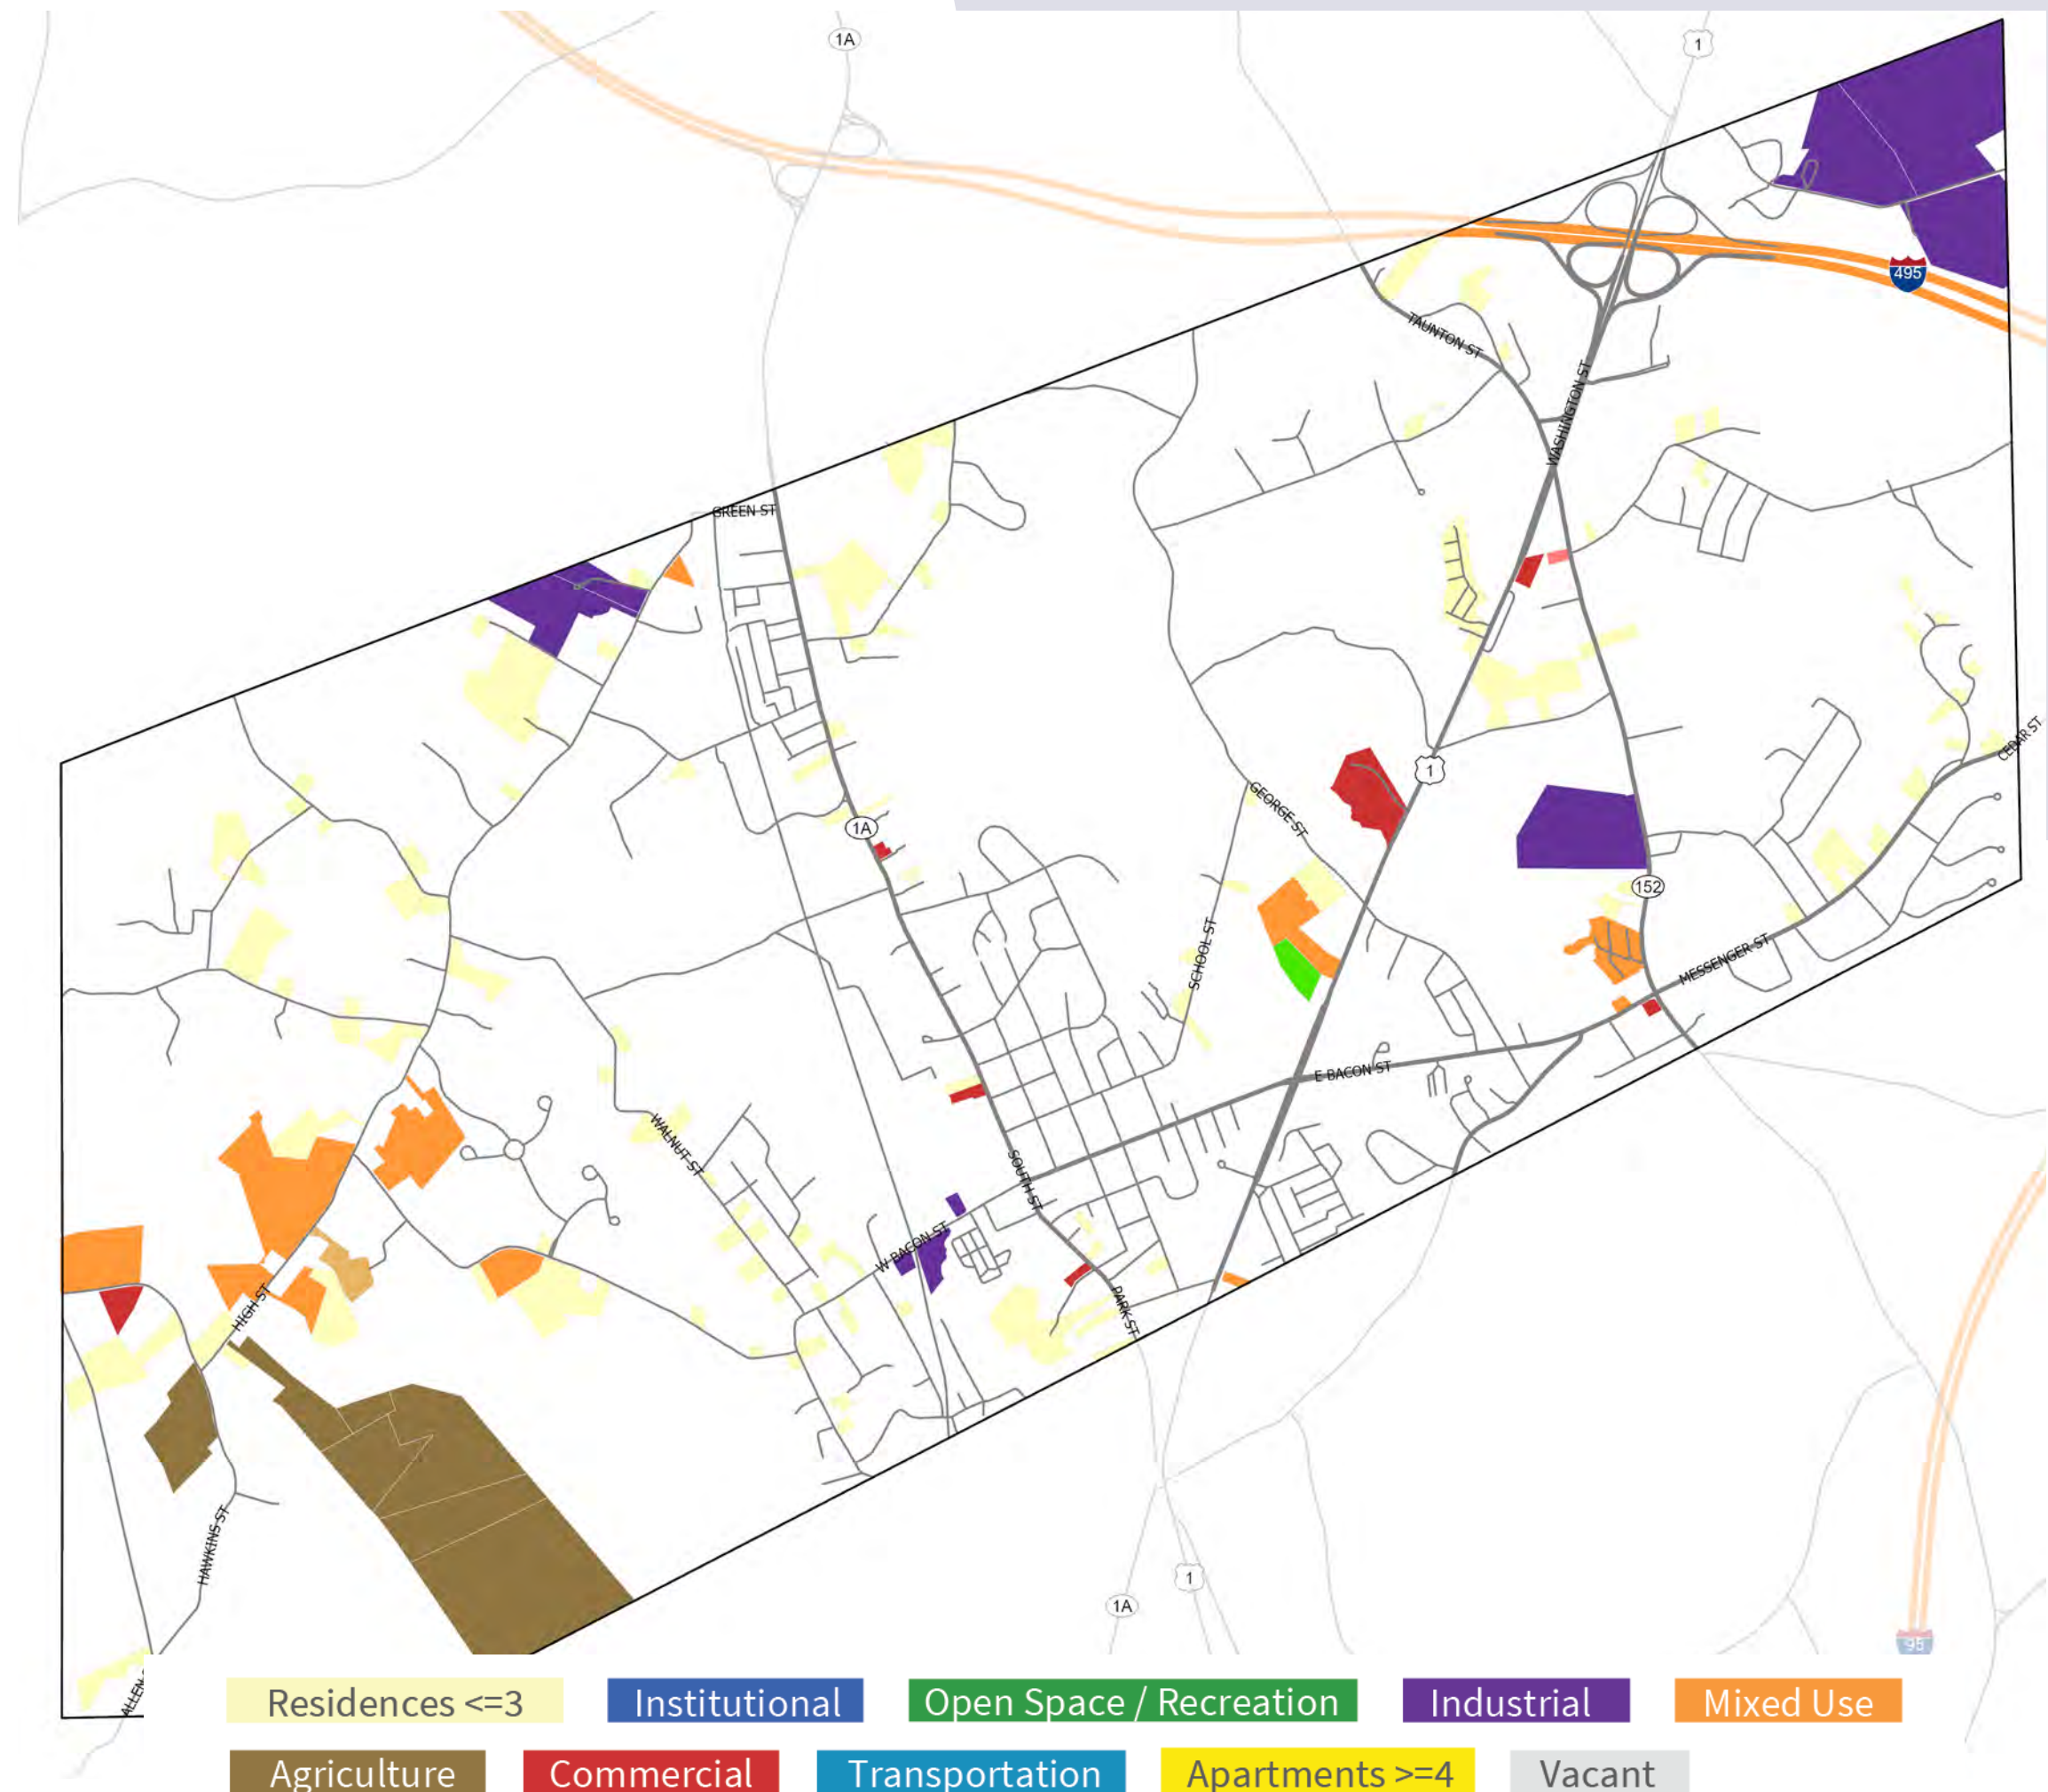 1A
1
495
TAUNTON ST
WASHINGTON ST
GREEN ST
CEDAR ST
1
GEORGE ST
1A
152
SCHOOL ST
MESSENGER ST
E BACON ST
WALNUT ST
SOUTH ST
W BACON ST
PARK ST
HIGH ST
HAWKINS ST
1
1A
95
ALLEN
Residences <=3 Institutional Open Space / Recreation Industrial Mixed Use
Agriculture Commercial Transportation Apartments >=4 Vacant